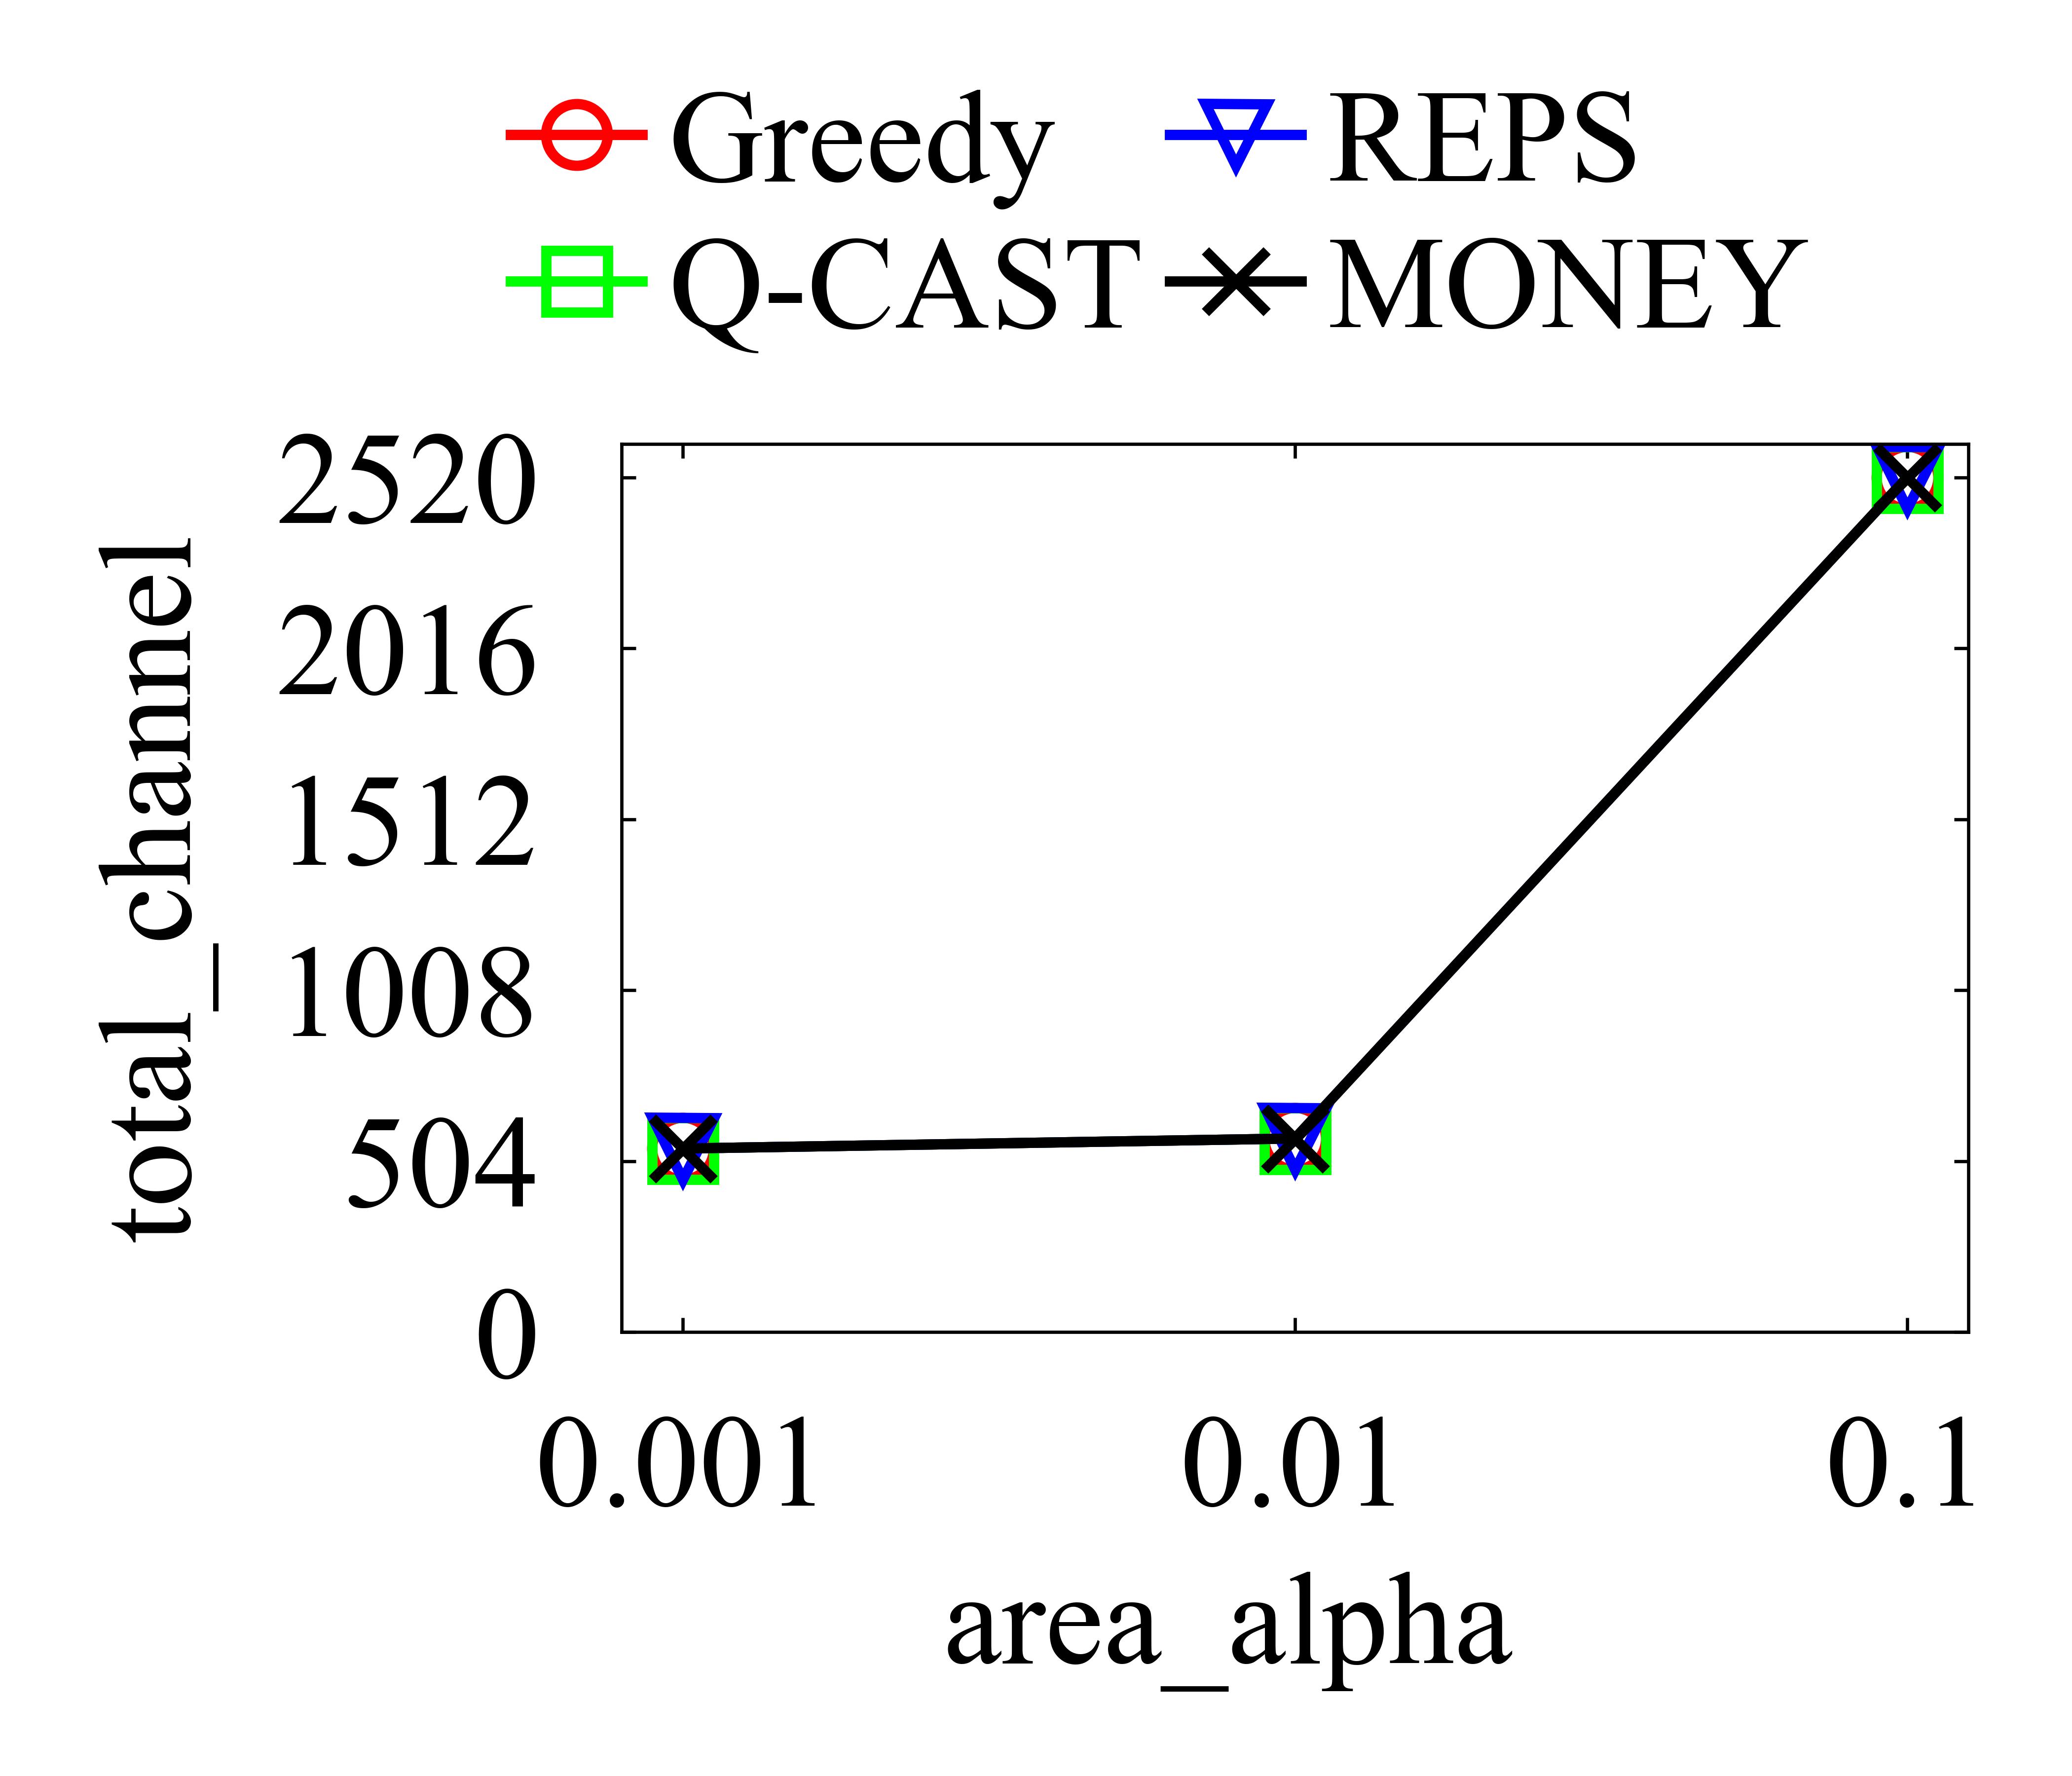 Greedy REPS
Q-CAST MONEY
2520
2016
1512
1008
504
0
total_channel
0.001 0.01 0.1
area_alpha